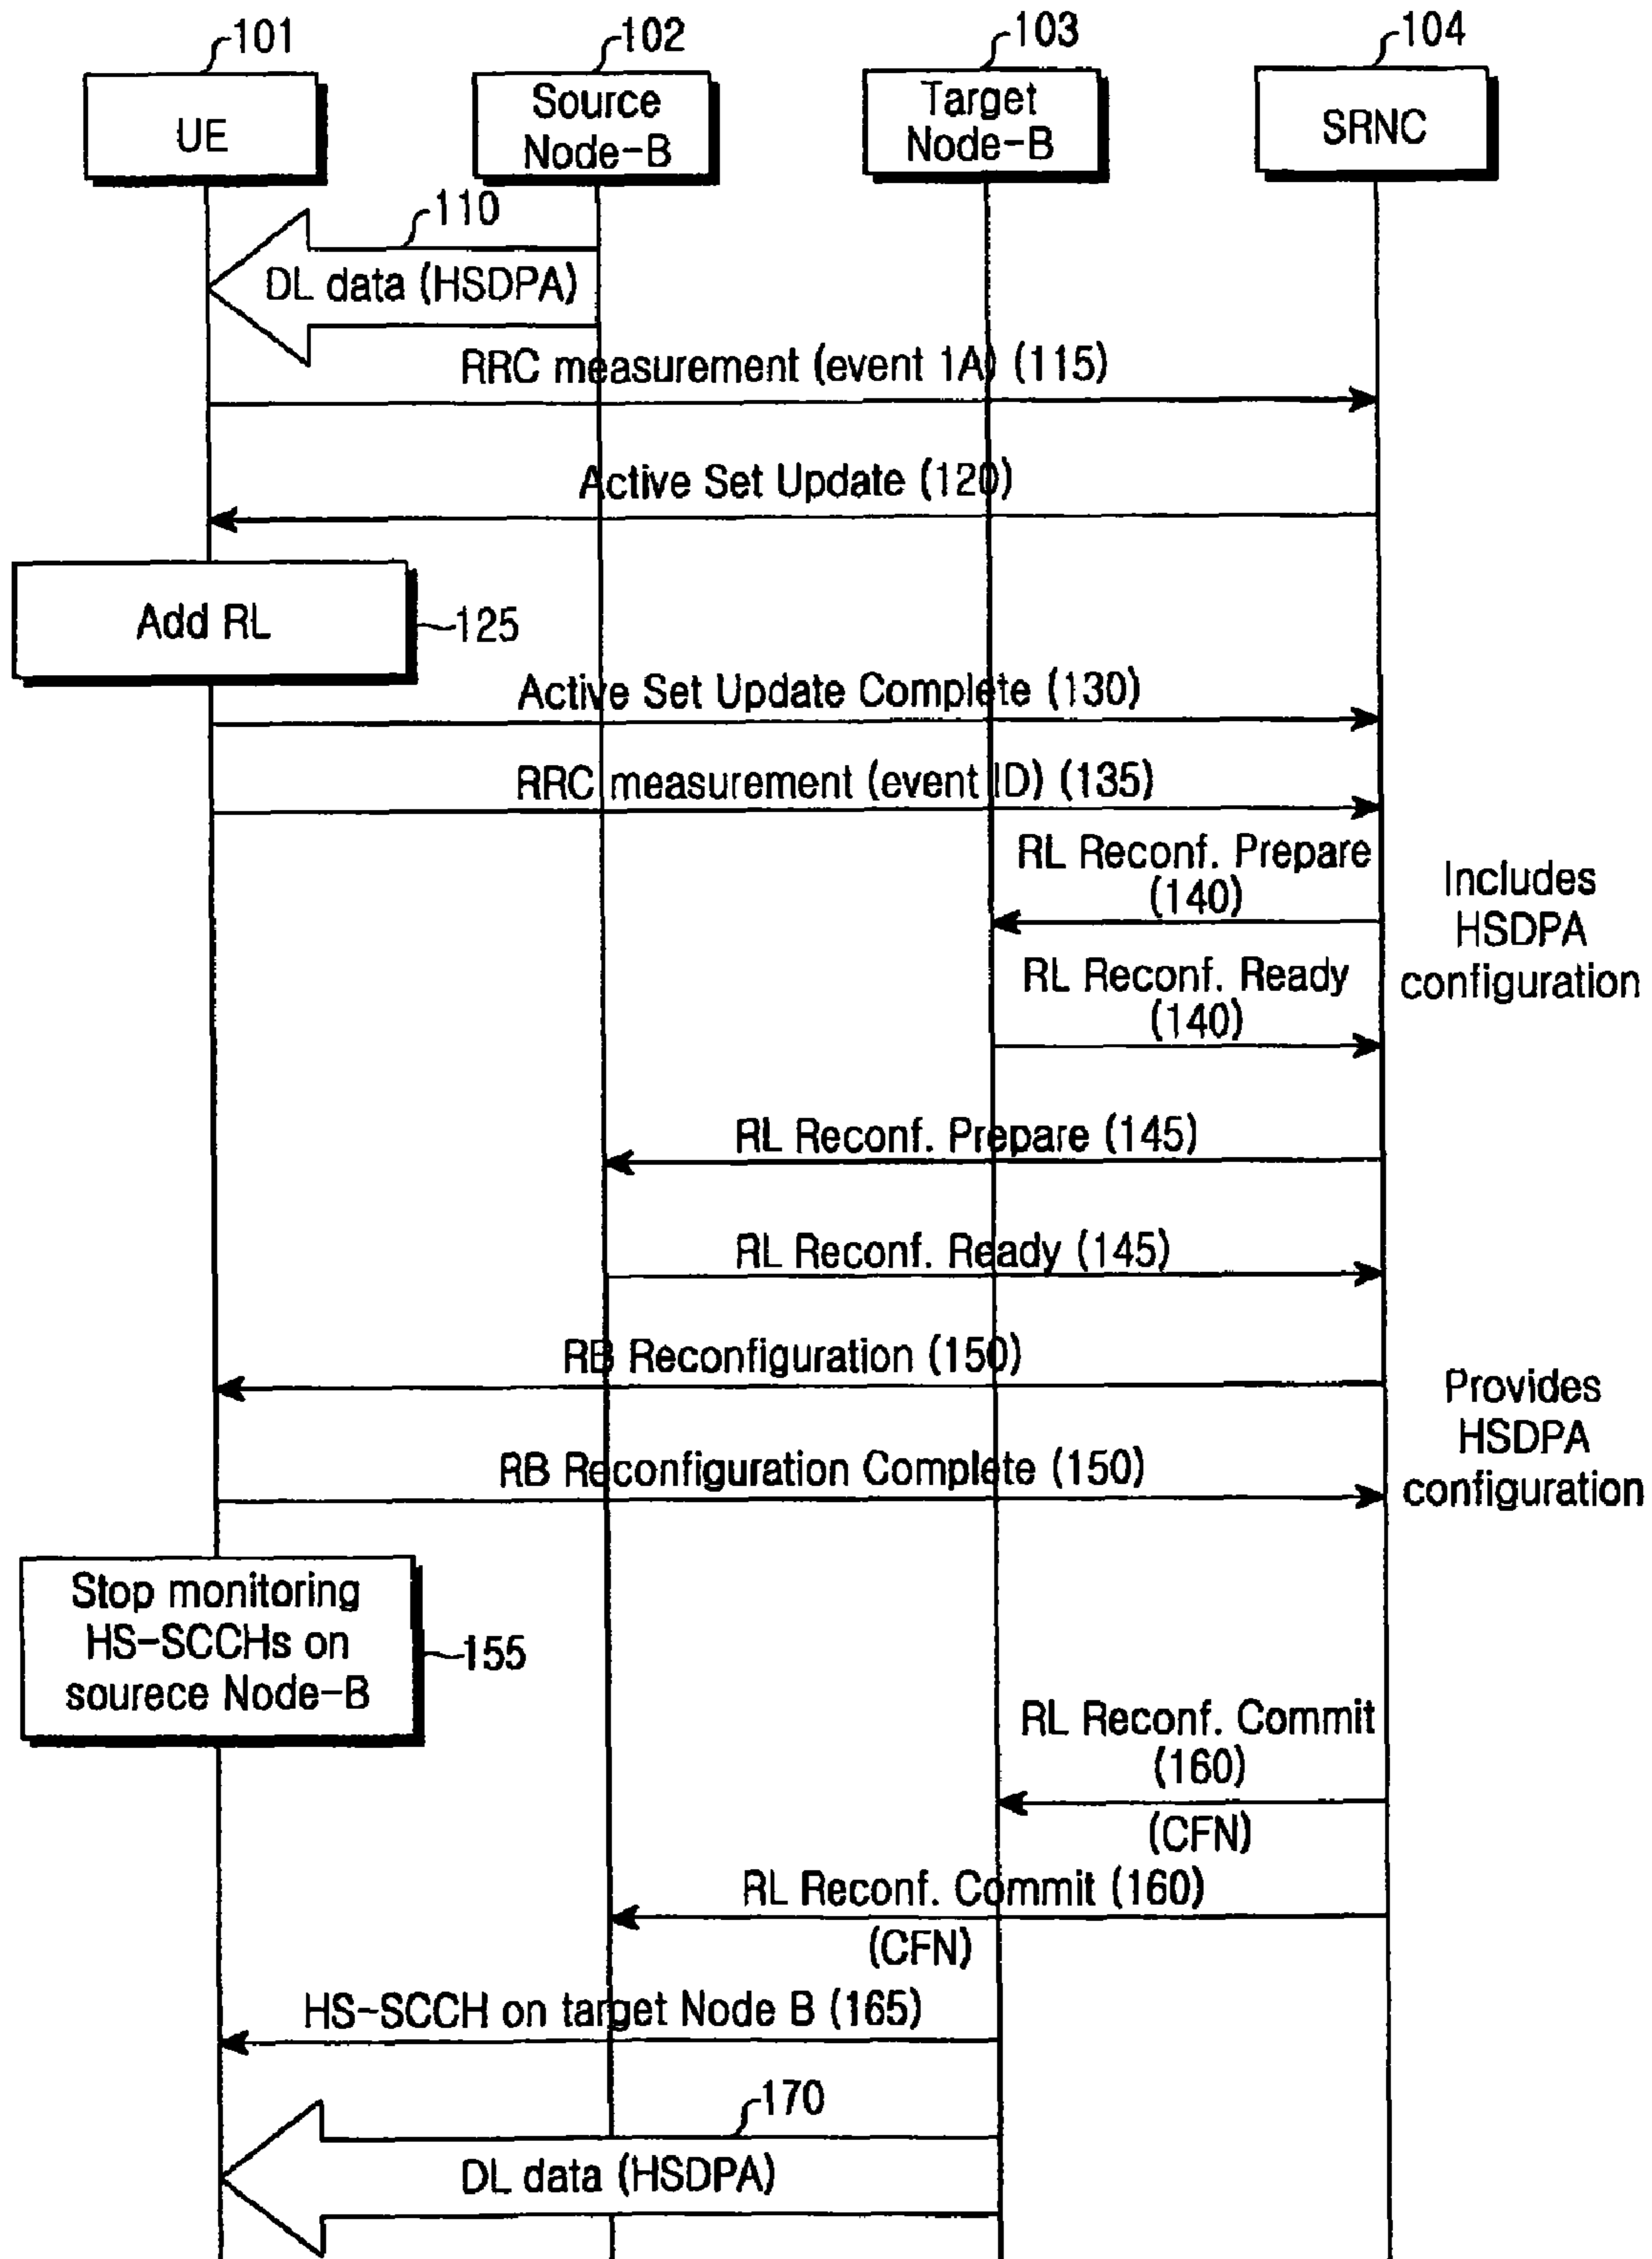 101
102
103
104
UE
Source
Node-B
Target
Node-B
SRNC
110
DL data (HSDPA)
RRC measurement (event 1A) (115)
Active Set Update (120)
Add RL
125
Active Set Update Complete (130)
RRC measurement (event ID) (135)
RL Reconf. Prepare
(140)
Includes
HSDPA
configuration
RL Reconf. Ready
(140)
RL Reconf. Prepare (145)
RL Reconf. Ready (145)
RB Reconfiguration (150)
Provides
HSDPA
configuration
RB Reconfiguration Complete (150)
Stop monitoring
HS-SCCHs on
sourece Node-B
155
RL Reconf. Commit
(160)
(CFN)
RL Reconf. Commit (160)
(CFN)
HS-SCCH on target Node B (165)
170
DL data (HSDPA)